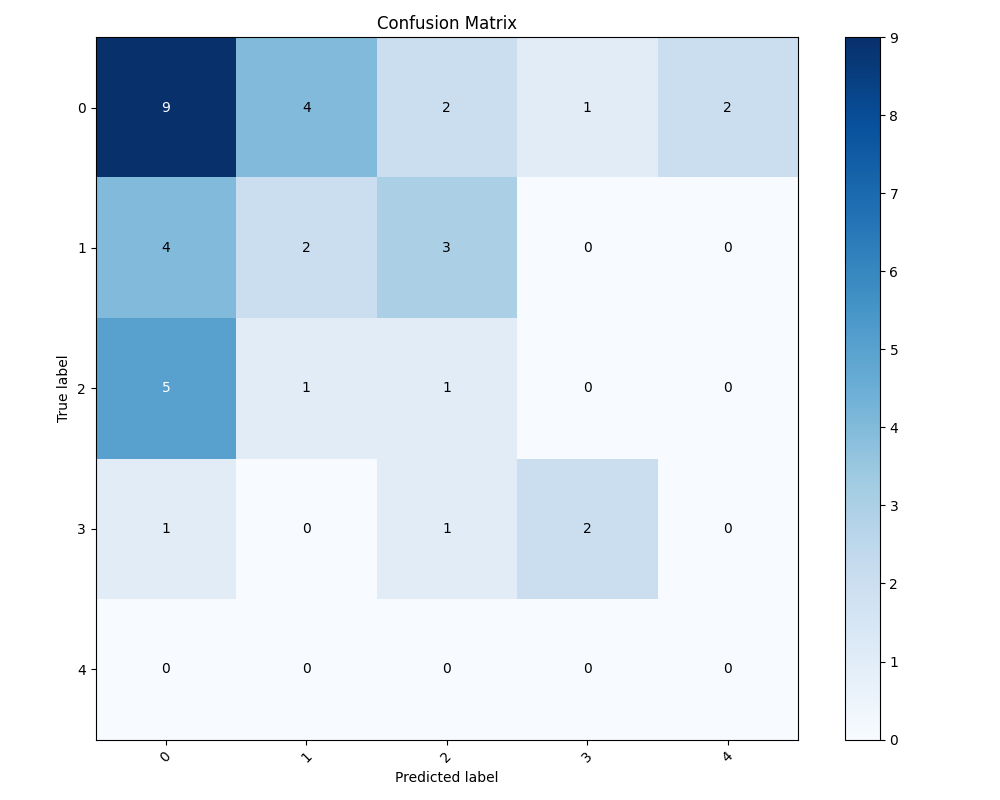 Confusion Matrix
0 9 4 2 1 2
1 4 2 3 0 0
2 5 1 1 0 0
3 1 0 1 2 0
4 0 0 0 0 0
0 1 2 3 4
True label
Predicted label
9
8
7
6
5
4
3
2
1
0